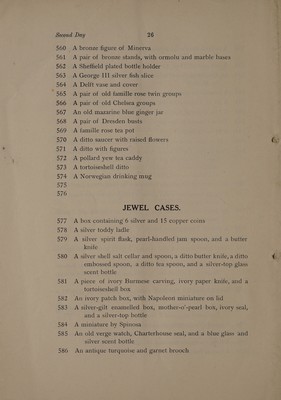 Second Day 26
560 A bronze figure of Minerva
561 A pair of bronze stands, with ormolu and marble bases
562 A Sheffield plated bottle holder
563 A George III silver fish slice
564 A Delft vase and cover
565 A pair of old famille rose twin groups
566 A pair of old Chelsea groups
567 An old mazarine blue ginger jar
568 A pair of Dresden busts
569 A famille rose tea pot
570 A ditto saucer with raised flowers
571 A ditto with figures
572 A pollard yew tea caddy
573 A tortoiseshell ditto
574 A Norwegian drinking mug
575
576
JEWEL CASES.
577 A box containing 6 silver and 15 copper coins
578 A silver toddy ladle
579 A silver spirit flask, pearl-handled jam spoon, and a butter
knife
580 A silver shell salt cellar and spoon, a ditto butter knife, a ditto
embossed spoon, a ditto tea spoon, and a silver-top glass
scent bottle
581 A piece of ivory Burmese carving, ivory paper knife, and a
tortoiseshell box
582 An ivory patch box, with Napoleon miniature on lid
583 A silver-gilt enamelled box, mother-o'-pearl box, ivory seal,
and a silver-top bottle
584 A miniature by Spinosa
585 An old verge watch, Charterhouse seal, and a blue glass and
silver scent bottle
586 An antique turquoise and garnet brooch